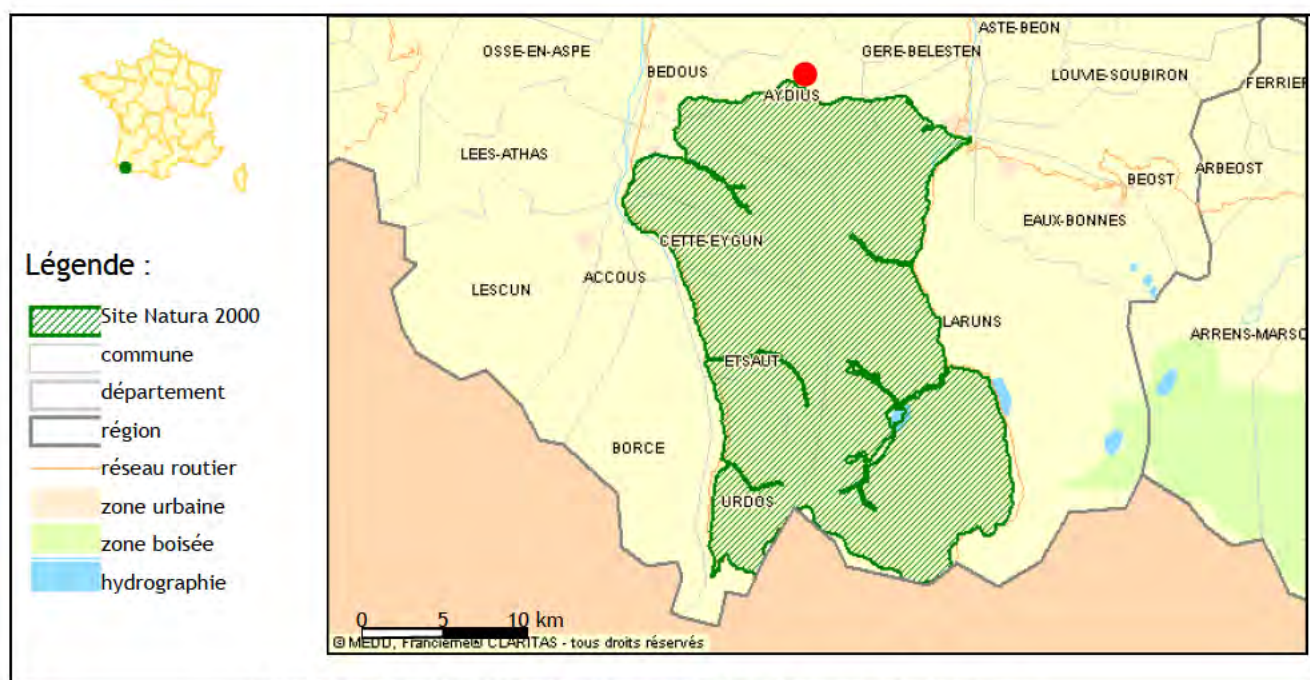 Légende :
Site Natura 2000
commune
département
région
réseau routier
zone urbaine
zone boisée
hydrographie
ASTE-BEON
OSSE-EN-ASPE
GERE-BELESTEN
BEDOUS
LOUVIE-SOUBIRON
FERRIER
AYDIUS
LEES-ATHAS
ARBEOST
BEOST
EAUX-BONNES
CETTE-EYGUN
ACCOUS
LESCUN
LARUNS
ARRENS-MARSO
ETSAUT
BORCE
URDOS
0 5 10 km
© MEDD, Francième® CLARITAS - tous droits réservés